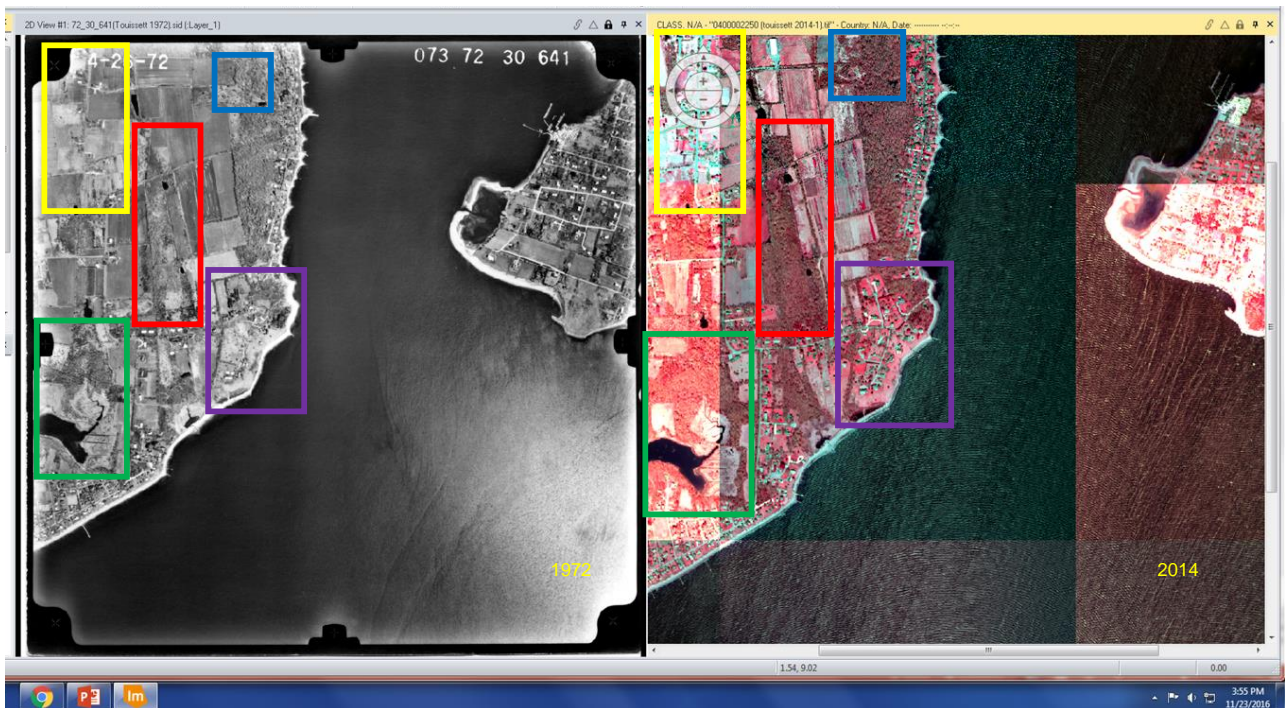 2D View #1: 72_30_641(Touissett 1972).sid (:Layer_1)
CLASS. N/A - "0400002250 (touissett 2014-1).tif" - Country: N/A, Date: ---------- --:--:--
4-26-72
073 72 30 641
1972
2014
1.54, 9.02
0.00
Im
3:55 PM
11/23/2016